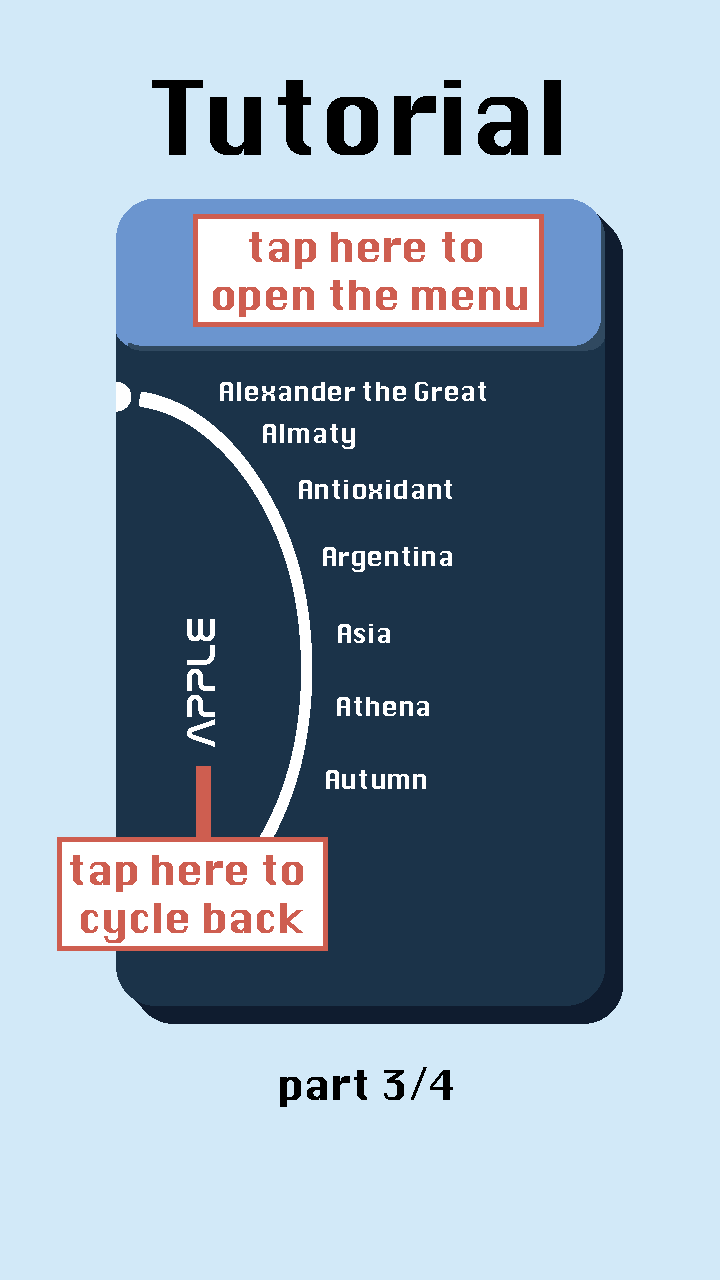 Tutorial
tap here to
open the menu
Alexander the Great
Almaty
Antioxidant
Argentina
Asia
Athena
Autumn
APPLE
tap here to
cycle back
part 3/4